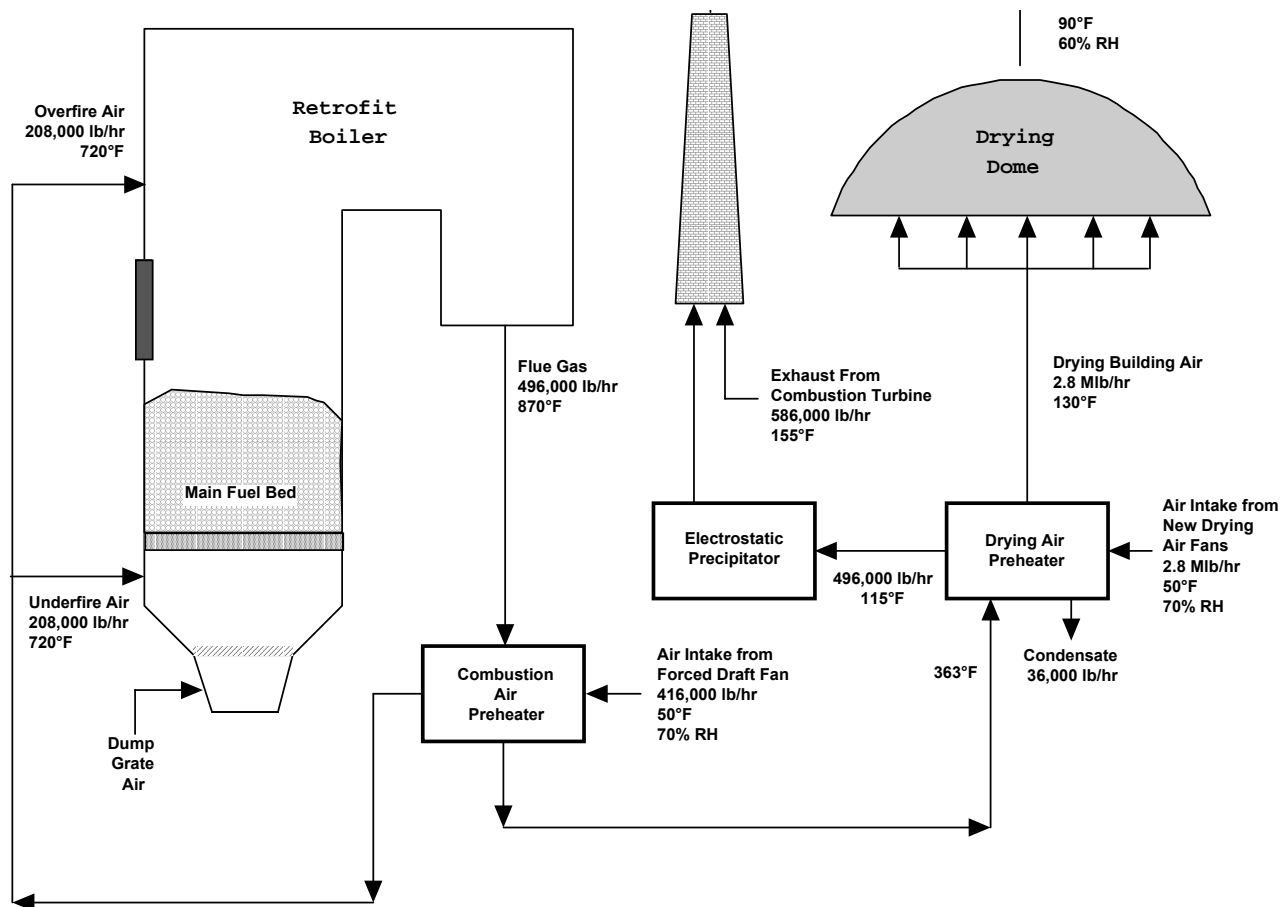 90°F
60% RH
Retrofit
Boiler
Overfire Air
208,000 lb/hr
720°F
Drying
Dome
Flue Gas
496,000 lb/hr
870°F
Exhaust From
Combustion Turbine
586,000 lb/hr
155°F
Drying Building Air
2.8 Mlb/hr
130°F
Main Fuel Bed
Electrostatic
Precipitator
Drying Air
Preheater
Air Intake from
New Drying
Air Fans
2.8 Mlb/hr
50°F
70% RH
496,000 lb/hr
115°F
Underfire Air
208,000 lb/hr
720°F
Combustion
Air
Preheater
Air Intake from
Forced Draft Fan
416,000 lb/hr
50°F
70% RH
363°F
Condensate
36,000 lb/hr
Dump
Grate
Air